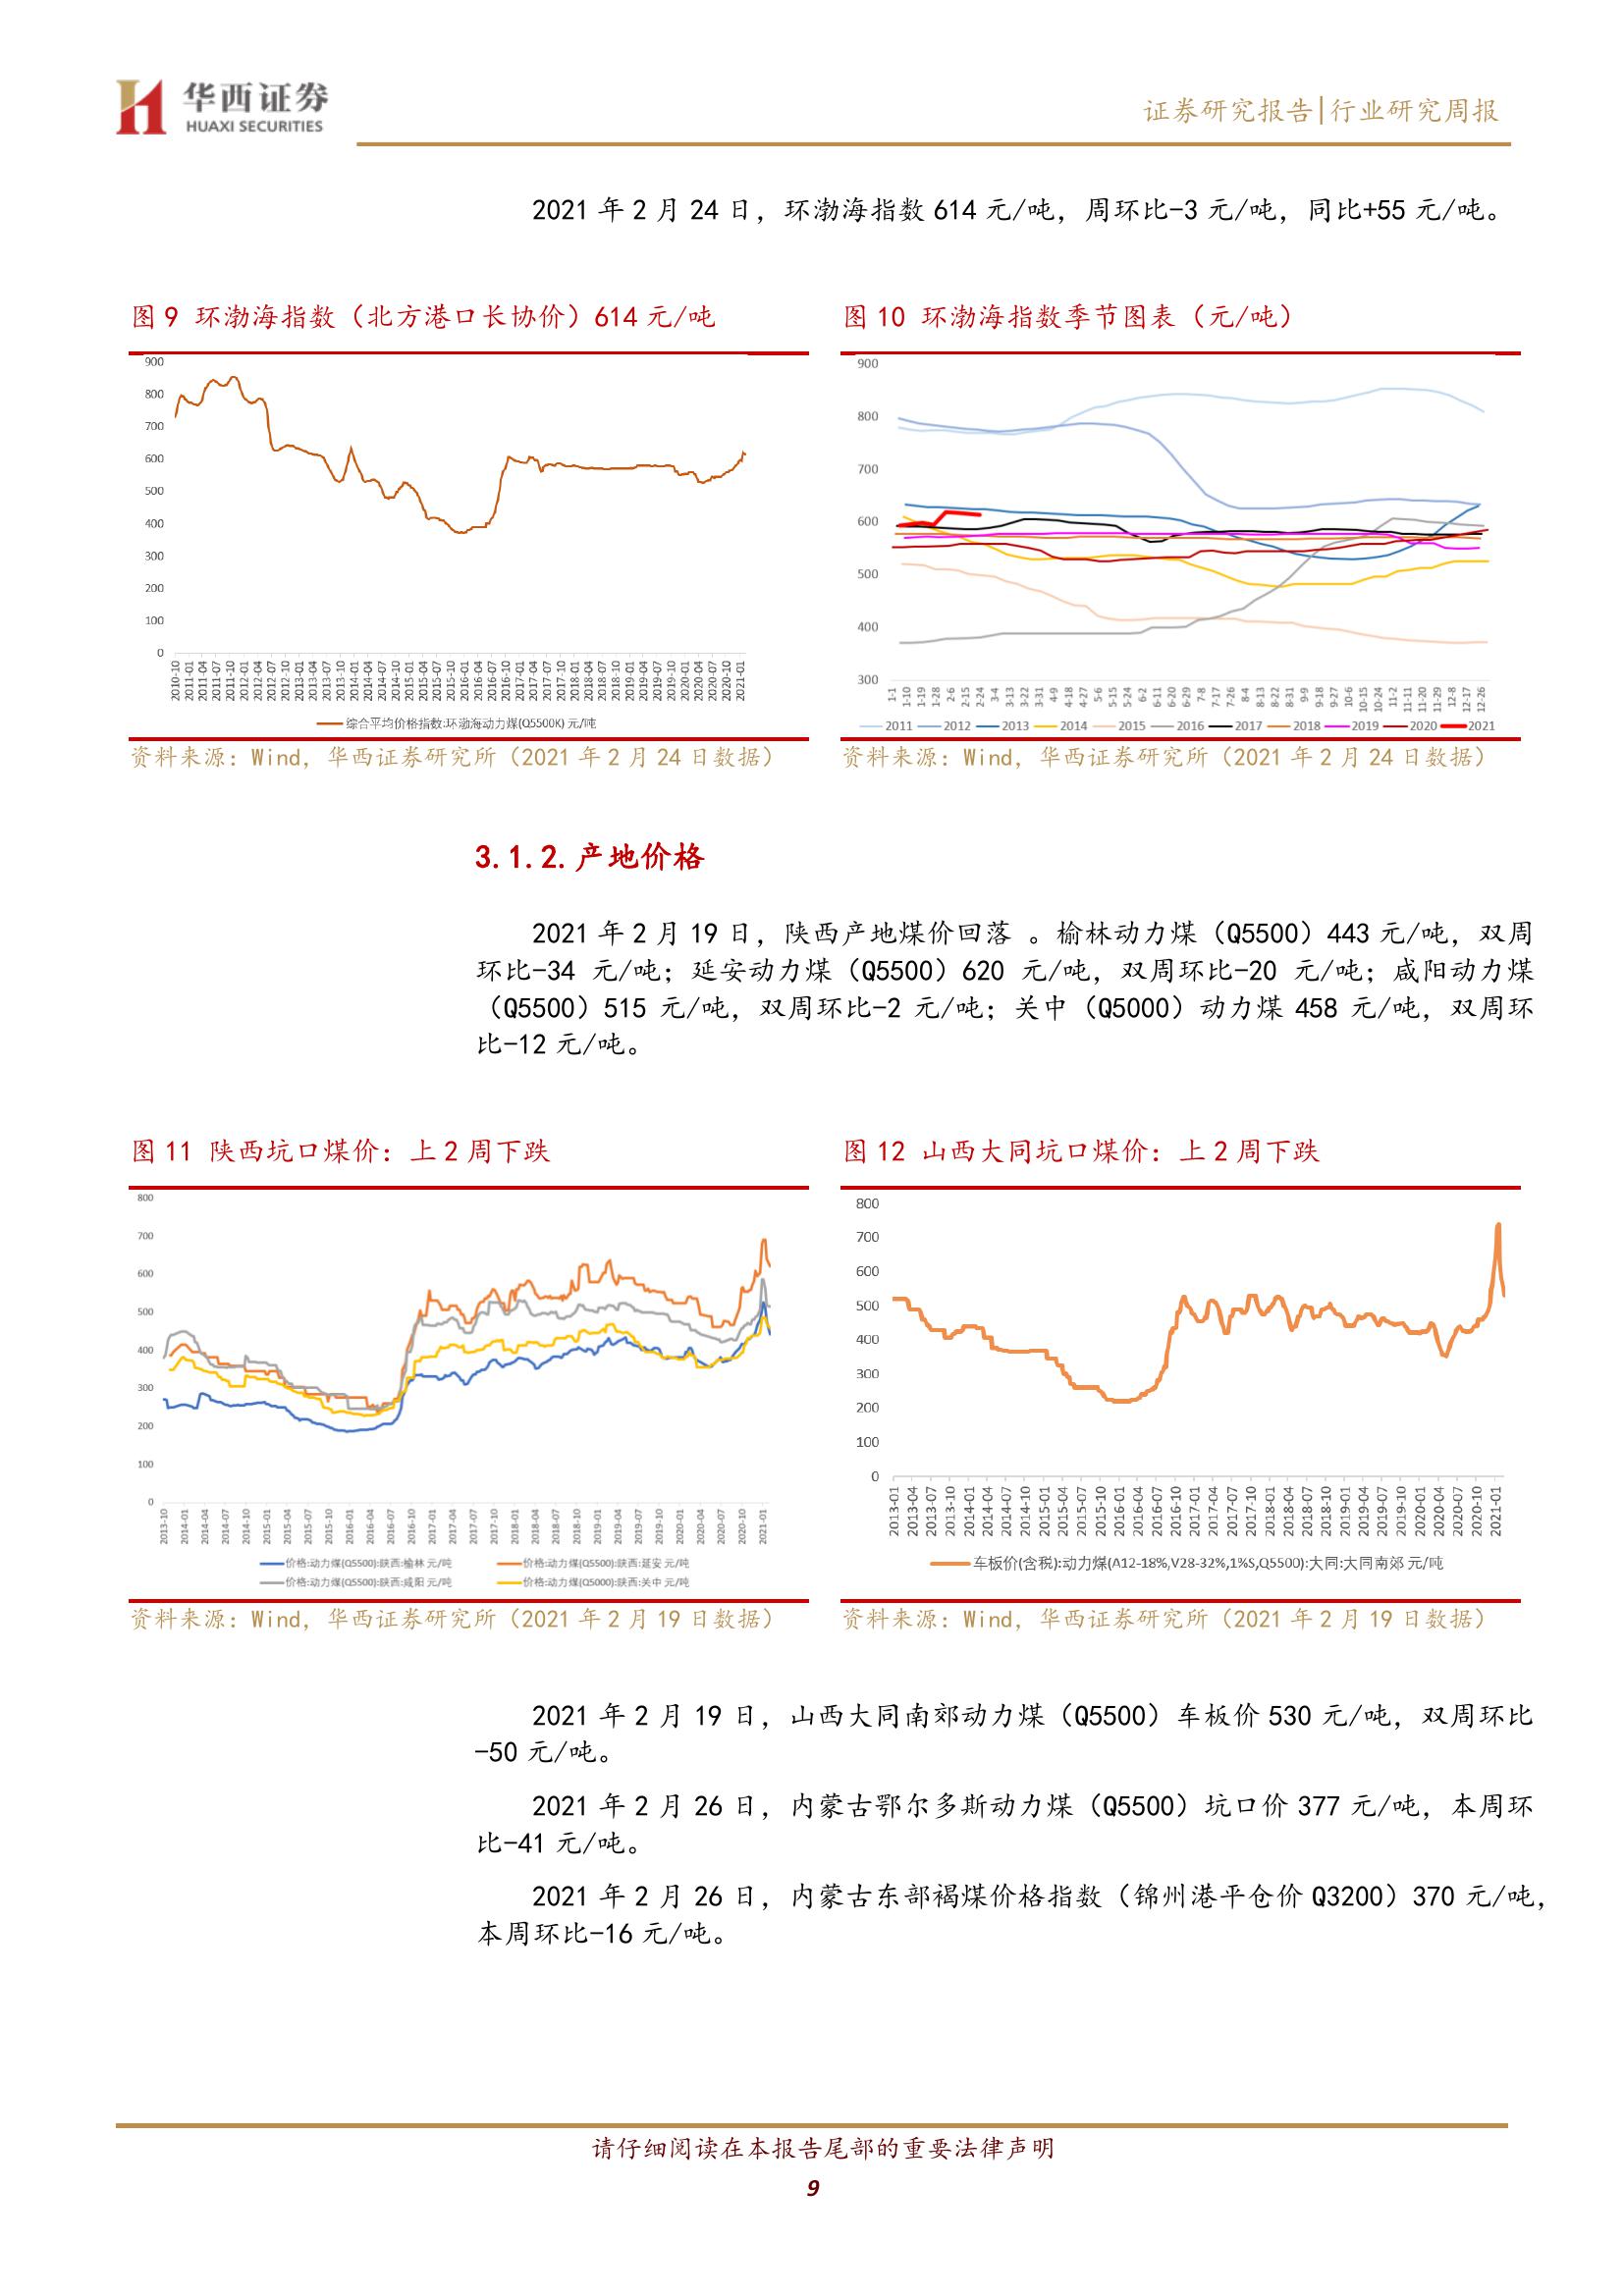 华西证券
HUAXI SECURITIES
证券研究报告|行业研究周报
2021 年 2 月 24 日，环渤海指数 614 元/吨，周环比-3 元/吨，同比+55 元/吨。
图 9 环渤海指数（北方港口长协价）614 元/吨
900
800
700
600
500
400
300
200
100
0
2010-10 2011-01 2011-04 2011-07 2011-10 2012-01 2012-04 2012-07 2012-10 2013-01 2013-04 2013-07 2013-10 2014-01 2014-04 2014-07 2014-10 2015-01 2015-04 2015-07 2015-10 2016-01 2016-04 2016-07 2016-10 2017-01 2017-04 2017-07 2017-10 2018-01 2018-04 2018-07 2018-10 2019-01 2019-04 2019-07 2019-10 2020-01 2020-04 2020-07 2020-10 2021-01
综合平均价格指数:环渤海动力煤(Q5500K) 元/吨
资料来源：Wind，华西证券研究所（2021 年 2 月 24 日数据）
图 10 环渤海指数季节图表（元/吨）
900
800
700
600
500
400
300
1-1 1-10 1-19 1-28 2-6 2-15 2-24 3-4 3-13 3-22 3-31 4-9 4-18 4-27 5-6 5-15 5-24 6-2 6-11 6-20 6-29 7-8 7-17 7-26 8-4 8-13 8-22 8-31 9-9 9-18 9-27 10-6 10-15 10-24 11-2 11-11 11-20 11-29 12-8 12-17 12-26
2011 2012 2013 2014 2015 2016 2017 2018 2019 2020 2021
资料来源：Wind，华西证券研究所（2021 年 2 月 24 日数据）
3.1.2.产地价格
2021 年 2 月 19 日，陕西产地煤价回落 。榆林动力煤（Q5500）443 元/吨，双周
环比-34 元/吨；延安动力煤（Q5500）620 元/吨，双周环比-20 元/吨；咸阳动力煤
（Q5500）515 元/吨，双周环比-2 元/吨；关中（Q5000）动力煤 458 元/吨，双周环
比-12 元/吨。
图 11 陕西坑口煤价：上 2 周下跌
800
700
600
500
400
300
200
100
0
2013-10 2014-01 2014-04 2014-07 2014-10 2015-01 2015-04 2015-07 2015-10 2016-01 2016-04 2016-07 2016-10 2017-01 2017-04 2017-07 2017-10 2018-01 2018-04 2018-07 2018-10 2019-01 2019-04 2019-07 2019-10 2020-01 2020-04 2020-07 2020-10 2021-01
价格:动力煤(Q5500):陕西:榆林 元/吨 价格:动力煤(Q5500):陕西:延安 元/吨
价格:动力煤(Q5500):陕西:咸阳 元/吨 价格:动力煤(Q5000):陕西:关中 元/吨
资料来源：Wind，华西证券研究所（2021 年 2 月 19 日数据）
图 12 山西大同坑口煤价：上 2 周下跌
800
700
600
500
400
300
200
100
0
2013-01 2013-04 2013-07 2013-10 2014-01 2014-04 2014-07 2014-10 2015-01 2015-04 2015-07 2015-10 2016-01 2016-04 2016-07 2016-10 2017-01 2017-04 2017-07 2017-10 2018-01 2018-04 2018-07 2018-10 2019-01 2019-04 2019-07 2019-10 2020-01 2020-04 2020-07 2020-10 2021-01
车板价(含税):动力煤(A12-18%,V28-32%,1%S,Q5500):大同:大同南郊 元/吨
资料来源：Wind，华西证券研究所（2021 年 2 月 19 日数据）
2021 年 2 月 19 日，山西大同南郊动力煤（Q5500）车板价 530 元/吨，双周环比
-50 元/吨。
2021 年 2 月 26 日，内蒙古鄂尔多斯动力煤（Q5500）坑口价 377 元/吨，本周环
比-41 元/吨。
2021 年 2 月 26 日，内蒙古东部褐煤价格指数（锦州港平仓价 Q3200）370 元/吨，
本周环比-16 元/吨。
请仔细阅读在本报告尾部的重要法律声明
9